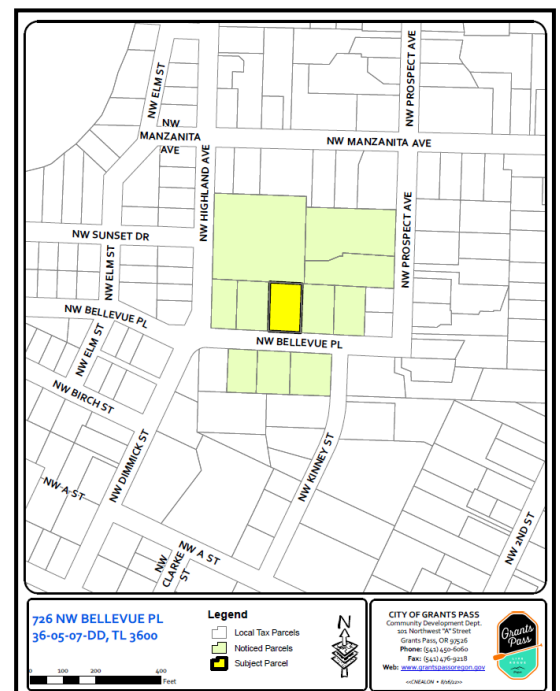 NW PROSPECT AVE
NW ELM ST
NW
MANZANITA
AVE
NW MANZANITA AVE
NW HIGHLAND AVE
NW PROSPECT AVE
NW SUNSET DR
NW ELM ST
NW BELLEVUE PL
NW BELLEVUE PL
NW ELM ST
NW BIRCH ST
NW DIMMICK ST
NW KINNEY ST
NW A ST
NW A ST
NW CLARKE ST
NW 2ND ST
726 NW BELLEVUE PL
36-05-07-DD, TL 3600
0 100 200 400
Feet
Legend
Local Tax Parcels
Noticed Parcels
Subject Parcel
N
CITY OF GRANTS PASS
Community Development Dept.
101 Northwest "A" Street
Grants Pass, OR 97526
Phone: (541) 450-6060
Fax: (541) 476-9218
Web: www.grantspassoregon.gov
Grants
Pass